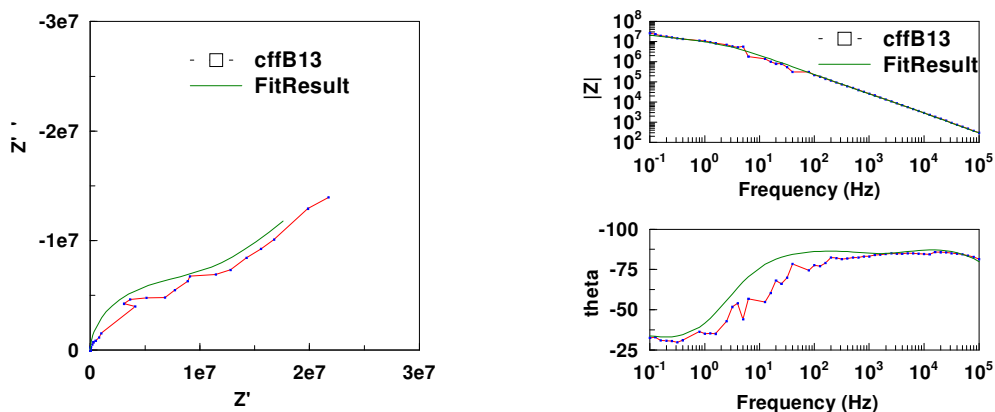 -3e7
-2e7
-1e7
0
Z' '
cffB13
FitResult
0
1e7
2e7
3e7
Z'
10^8
10^7
10^6
10^5
10^4
10^3
10^2
|Z|
cffB13
FitResult
10^-1
10^0
10^1
10^2
10^3
10^4
10^5
Frequency (Hz)
-100
-75
-50
-25
theta
10^-1
10^0
10^1
10^2
10^3
10^4
10^5
Frequency (Hz)